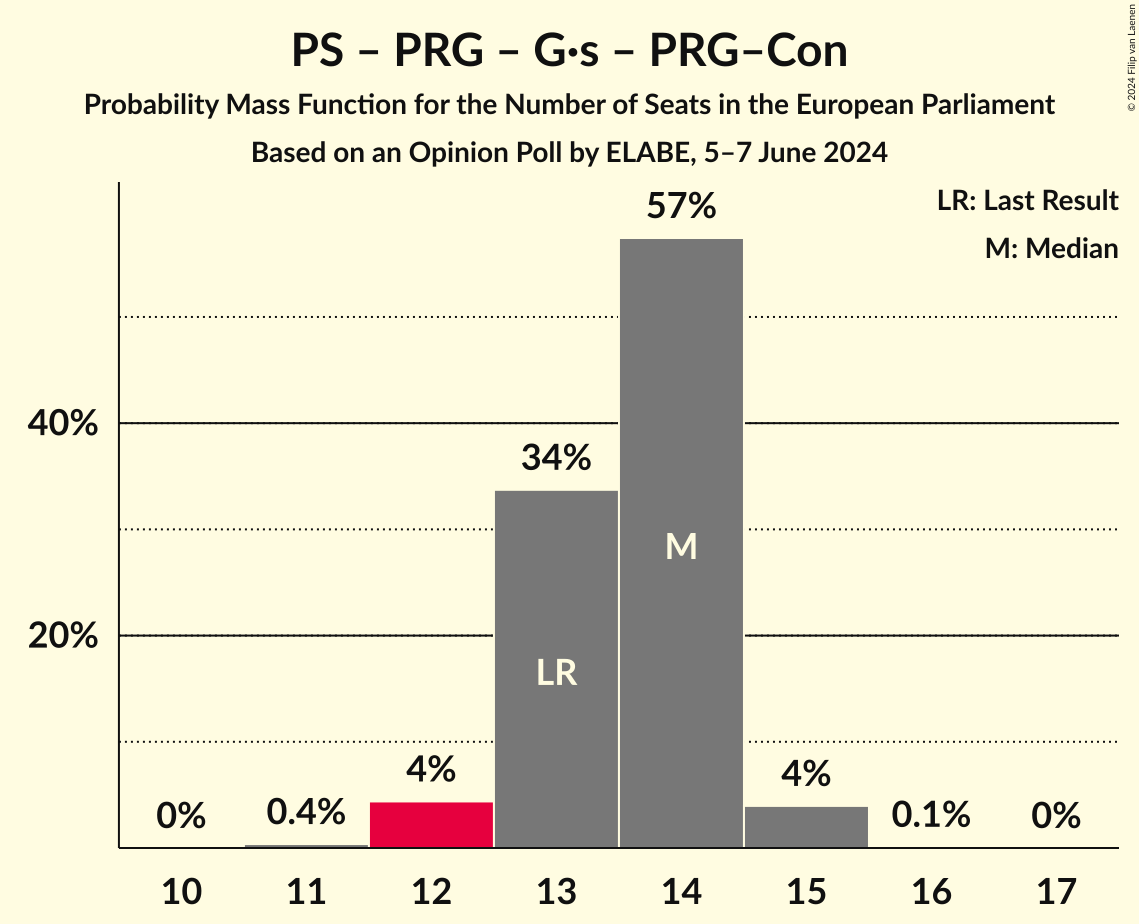 PS – PRG – G•s – PRG–Con
Probability Mass Function for the Number of Seats in the European Parliament
Based on an Opinion Poll by ELABE, 5–7 June 2024
© 2024 Filip van Laenen
LR: Last Result
M: Median
57%
40%
34%
M
20%
LR
4%
4%
0%
0.4%
0.1%
0%
10 11 12 13 14 15 16 17